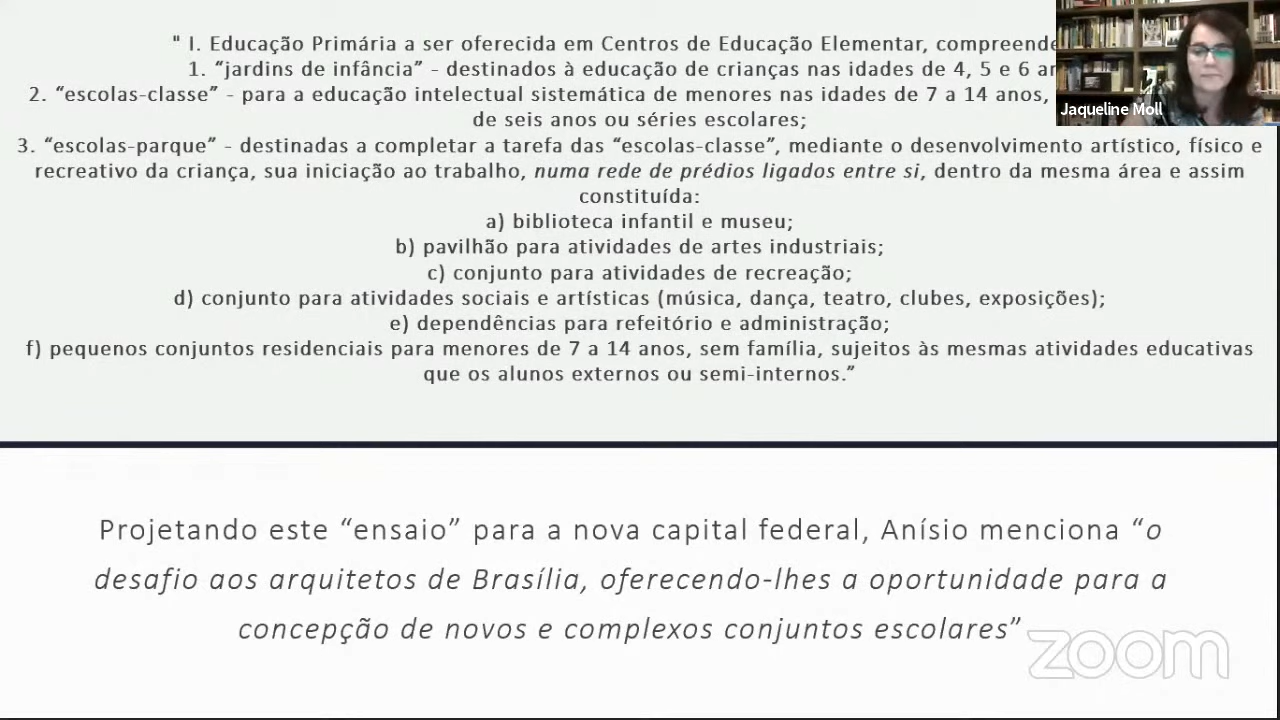 " I. Educação Primária a ser oferecida em Centros de Educação Elementar,
1. “jardins de infância” - destinados à educação de crianças nas idades de 4, 5 e 6
2. “escolas-classe” - para a educação intelectual sistemática de menores nas idades de 7 a 14 anos,
de seis anos ou séries escolares;
3. “escolas-parque” - destinadas a completar a tarefa das “escolas-classe”, mediante o desenvolvimento artístico, físico e
recreativo da criança, sua iniciação ao trabalho, numa rede de prédios ligados entre si, dentro da mesma área e assim
constituída:
a) biblioteca infantil e museu;
b) pavilhão para atividades de artes industriais;
c) conjunto para atividades de recreação;
d) conjunto para atividades sociais e artísticas (música, dança, teatro, clubes, exposições);
e) dependências para refeitório e administração;
f) pequenos conjuntos residenciais para menores de 7 a 14 anos, sem família, sujeitos às mesmas atividades educativas
que os alunos externos ou semi-internos.”
Jaqueline Moll
Projetando este “ensaio” para a nova capital federal, Anísio menciona “o
desafio aos arquitetos de Brasília, oferecendo-lhes a oportunidade para a
concepção de novos e complexos conjuntos escolares”
zoom